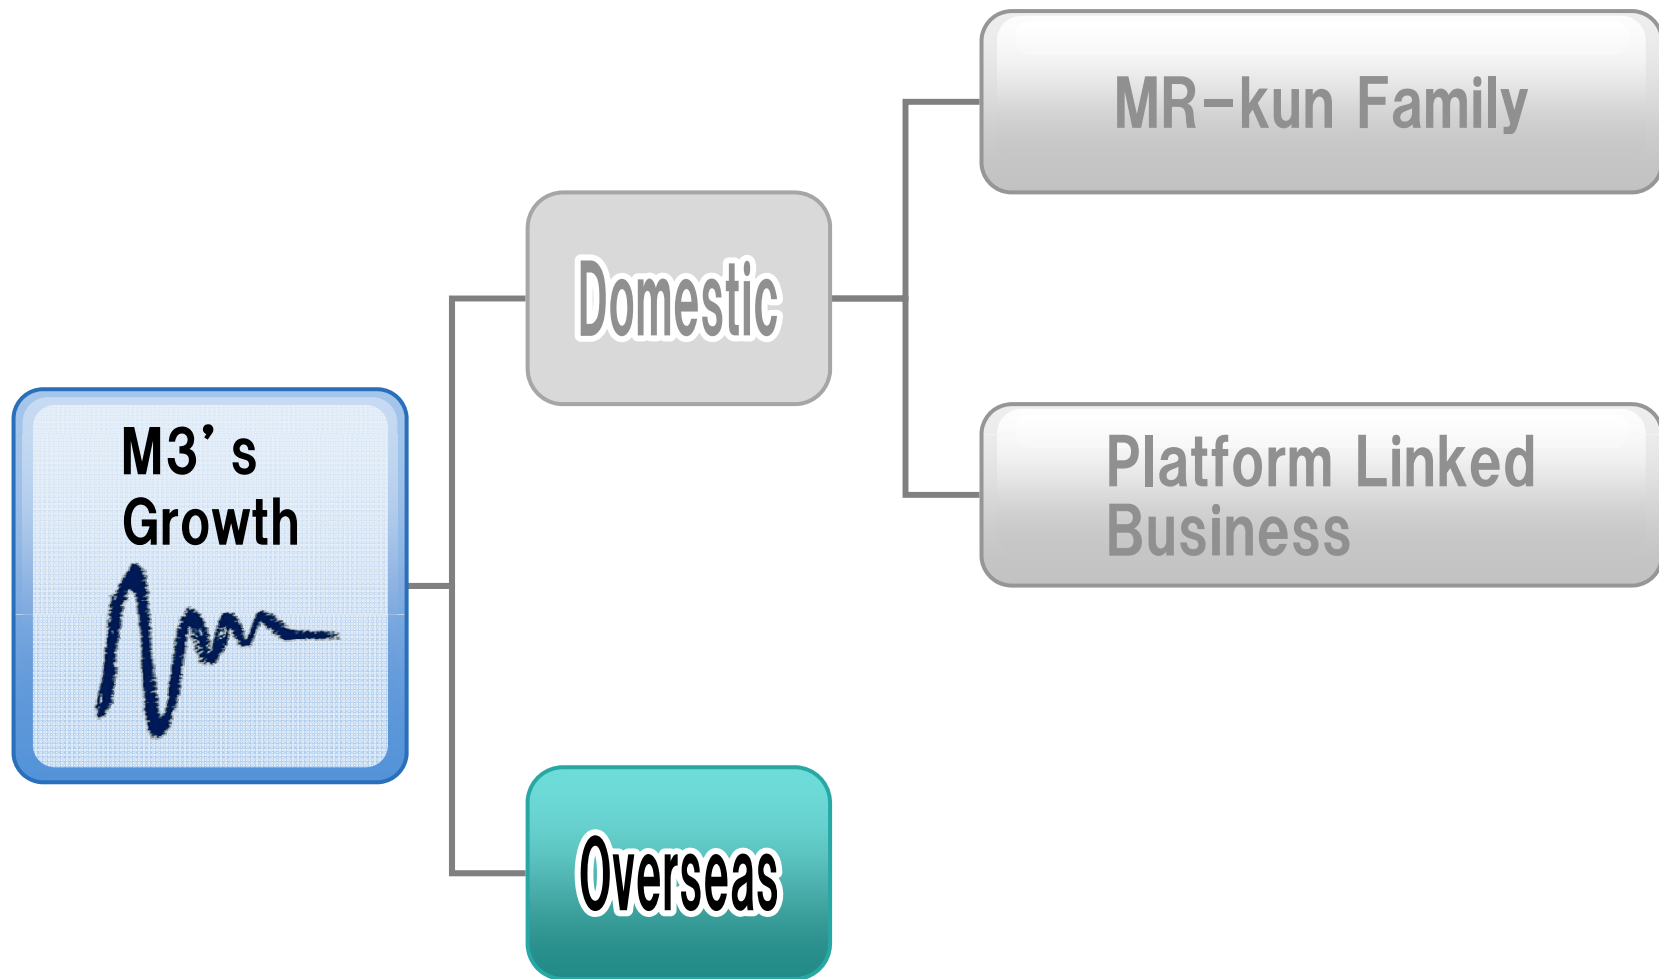 MR-kun Family
Domestic
M3's
Growth
Platform Linked
Business
Overseas